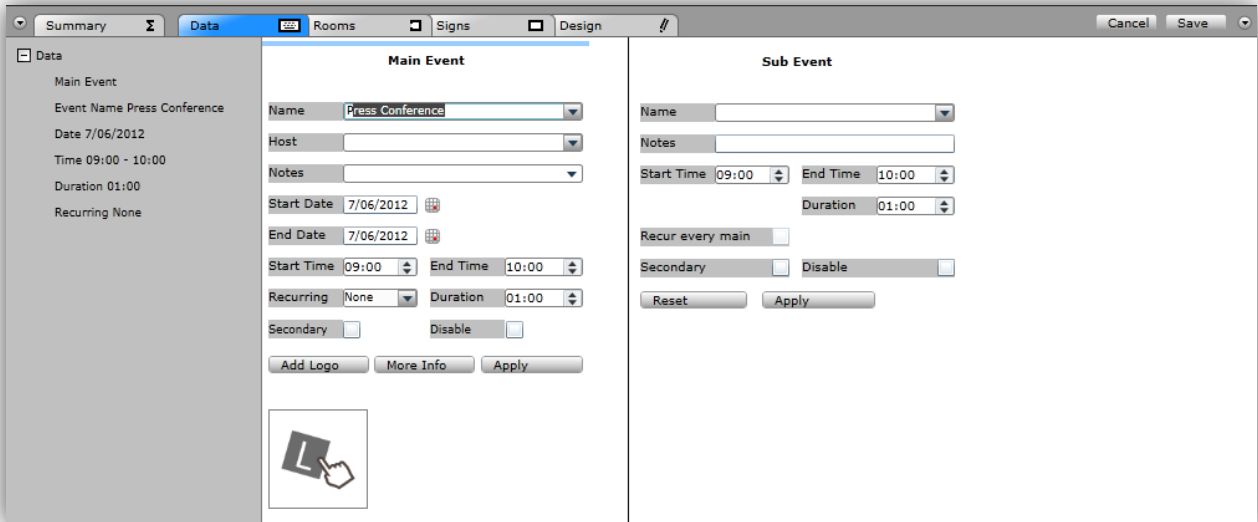 Summary Σ Data Rooms Signs Design Cancel Save
Data
Main Event
Event Name Press Conference
Date 7/06/2012
Time 09:00 - 10:00
Duration 01:00
Recurring None
Main Event
Name Press Conference
Host
Notes
Start Date 7/06/2012
End Date 7/06/2012
Start Time 09:00 End Time 10:00
Recurring None Duration 01:00
Secondary Disable
Add Logo More Info Apply
L
Sub Event
Name
Notes
Start Time 09:00 End Time 10:00
Duration 01:00
Recur every main
Secondary Disable
Reset Apply